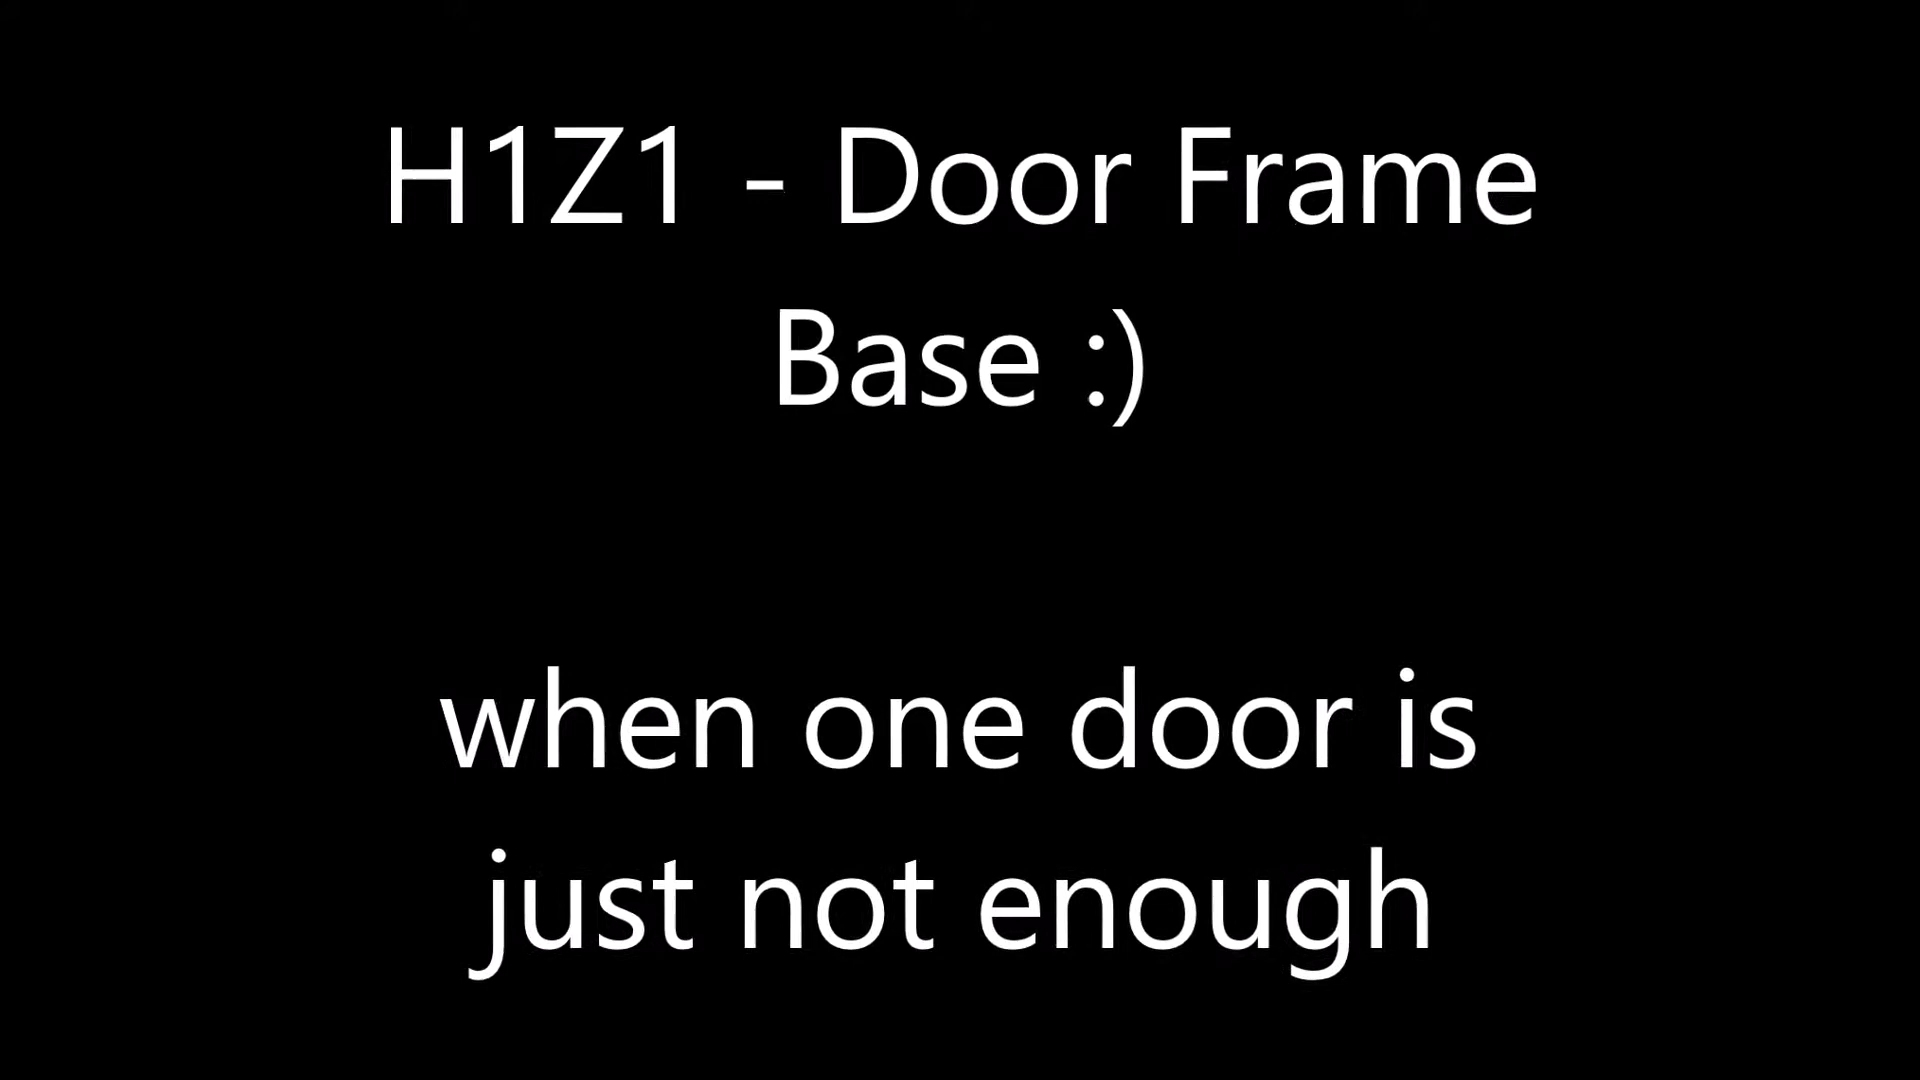 H1Z1 - Door Frame
Base :)
when one door is
just not enough